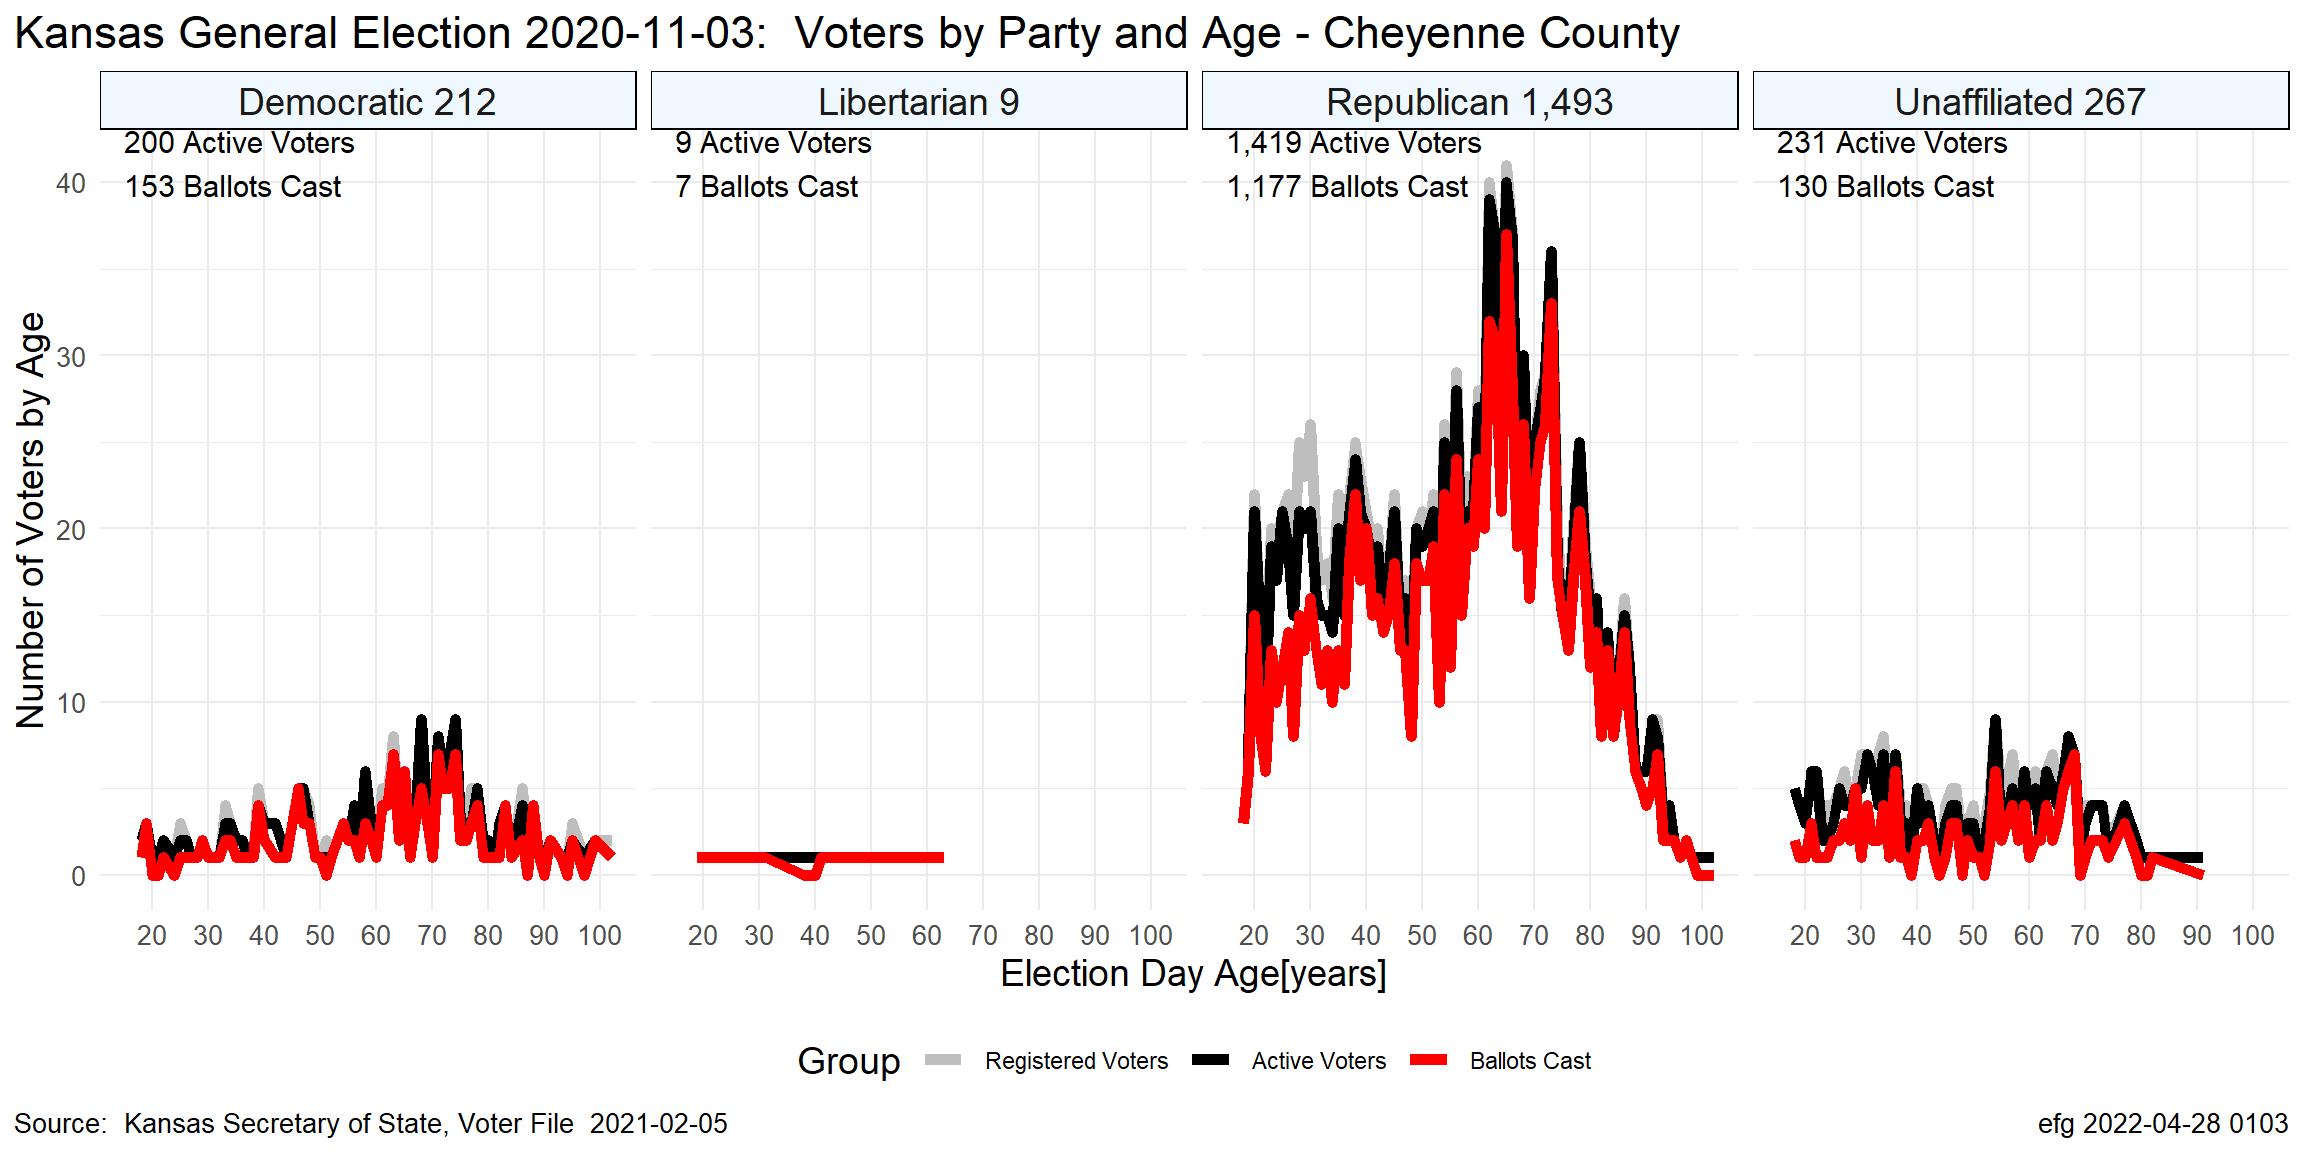 Kansas General Election 2020-11-03:  Voters by Party and Age - Cheyenne County
Democratic 212
Libertarian 9
Republican 1,493
Unaffiliated 267
200 Active Voters
153 Ballots Cast
9 Active Voters
7 Ballots Cast
1,419 Active Voters
1,177 Ballots Cast
231 Active Voters
130 Ballots Cast
Number of Voters by Age
40
30
20
10
0
20 30 40 50 60 70 80 90 100
20 30 40 50 60 70 80 90 100
20 30 40 50 60 70 80 90 100
20 30 40 50 60 70 80 90 100
Election Day Age[years]
Group Registered Voters Active Voters Ballots Cast
Source:  Kansas Secretary of State, Voter File  2021-02-05
efg 2022-04-28 0103